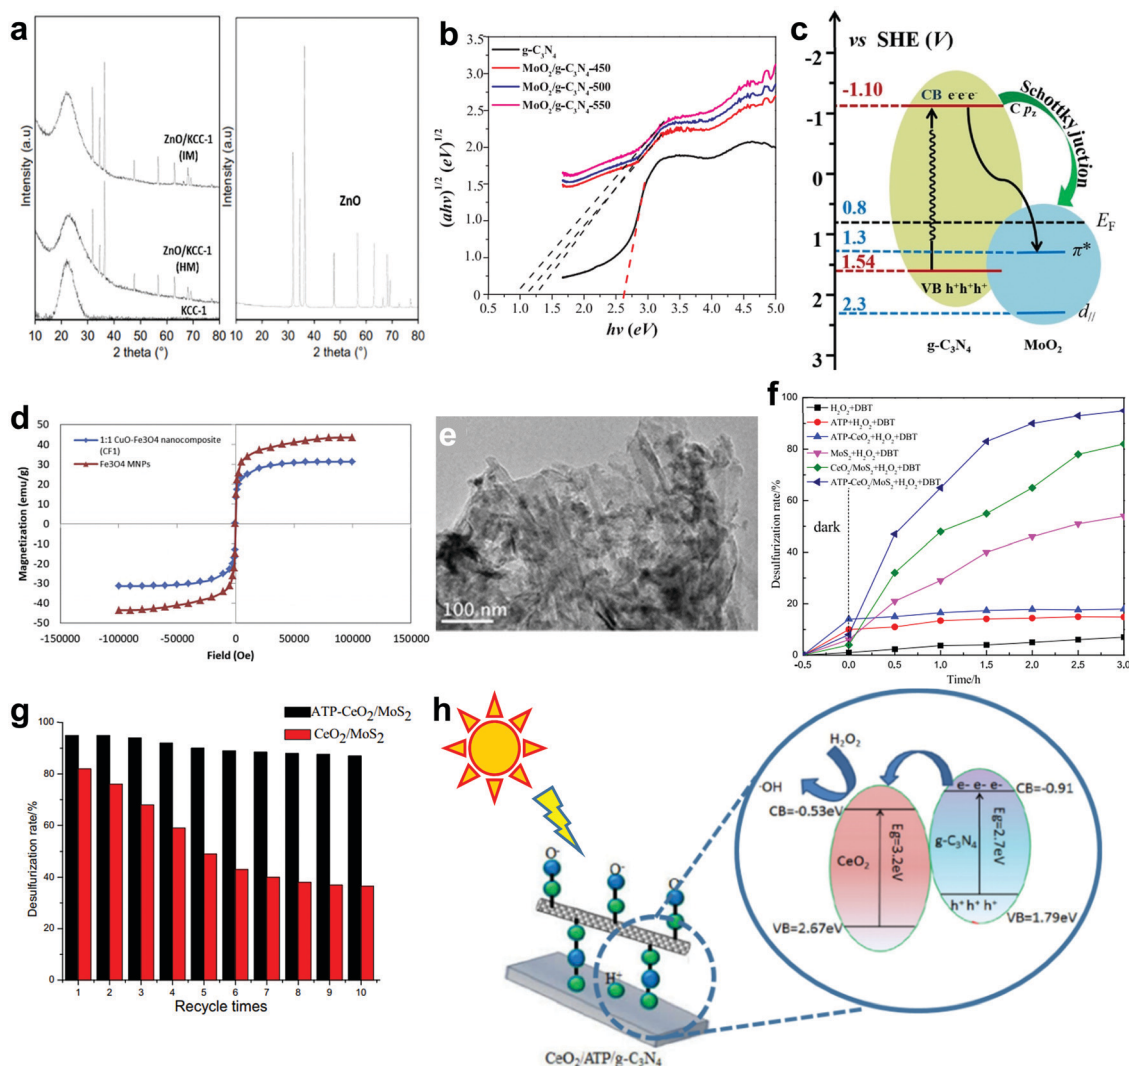 a
Intensity (a.u)
ZnO/KCC-1
(IM)
ZnO/KCC-1
(HM)
KCC-1
10 20 30 40 50 60 70 80
2 theta (°)
Intensity (a.u)
ZnO
10 20 30 40 50 60 70 80
2 theta (°)
b
g-C3N4
MoO2/g-C3N4-450
MoO2/g-C3N4-500
MoO2/g-C3N4-550
(ahv)1/2 (eV)1/2
3.5
3.0
2.5
2.0
1.5
1.0
0.5
0.0
0.0 0.5 1.0 1.5 2.0 2.5 3.0 3.5 4.0 4.5 5.0
hv (eV)
c
vs SHE (V)
-2
-1
0
1
2
3
-1.10
0.8
1.3
1.54
2.3
CB e-e-e-
C pz
Schottky juction
EF
π*
VB h+h+h+
d//
g-C3N4
MoO2
d
1:1 CuO-Fe3O4 nanocomposite
(CF1)
Fe3O4 MNPs
Magnetization (emu/g)
50
40
30
20
10
0
-10
-20
-30
-40
-50
-150000 -100000 -50000 0 50000 100000 150000
Field (Oe)
e
100 nm
f
H2O2+DBT
ATP+H2O2+DBT
ATP-CeO2+H2O2+DBT
MoS2+H2O2+DBT
CeO2/MoS2+H2O2+DBT
ATP-CeO2/MoS2+H2O2+DBT
dark
Desulfurization rate/%
100
80
60
40
20
0
-0.5 0.0 0.5 1.0 1.5 2.0 2.5 3.0
Time/h
g
ATP-CeO2/MoS2
CeO2/MoS2
Desulfurization rate/%
100
80
60
40
20
0
1 2 3 4 5 6 7 8 9 10
Recycle times
h
O-
O-
O-
H+
CeO2/ATP/g-C3N4
H2O2
·OH
CB=-0.53eV
CeO2
Eg=3.2eV
VB=2.67eV
e- e- e-
CB=-0.91
g-C3N4
Eg=2.7eV
h+ h+ h+
VB=1.79eV